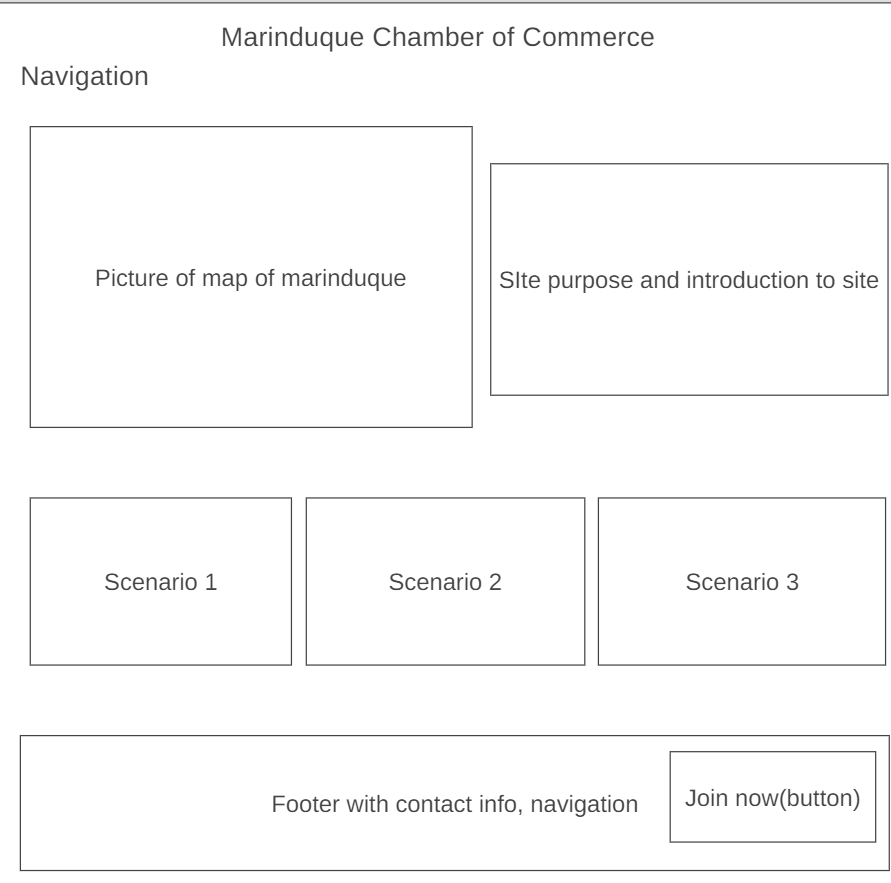 Marinduque Chamber of Commerce
Navigation
Picture of map of marinduque
SIte purpose and introduction to site
Scenario 1
Scenario 2
Scenario 3
Footer with contact info, navigation
Join now(button)